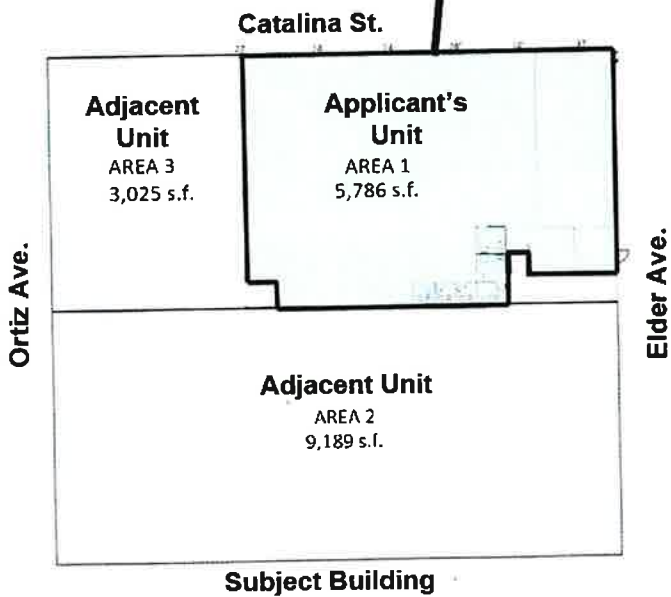 Catalina St.
Adjacent
Unit
AREA 3
3,025 s.f.
Applicant's
Unit
AREA 1
5,786 s.f.
Ortiz Ave.
Elder Ave.
Adjacent Unit
AREA 2
9,189 s.f.
Subject Building